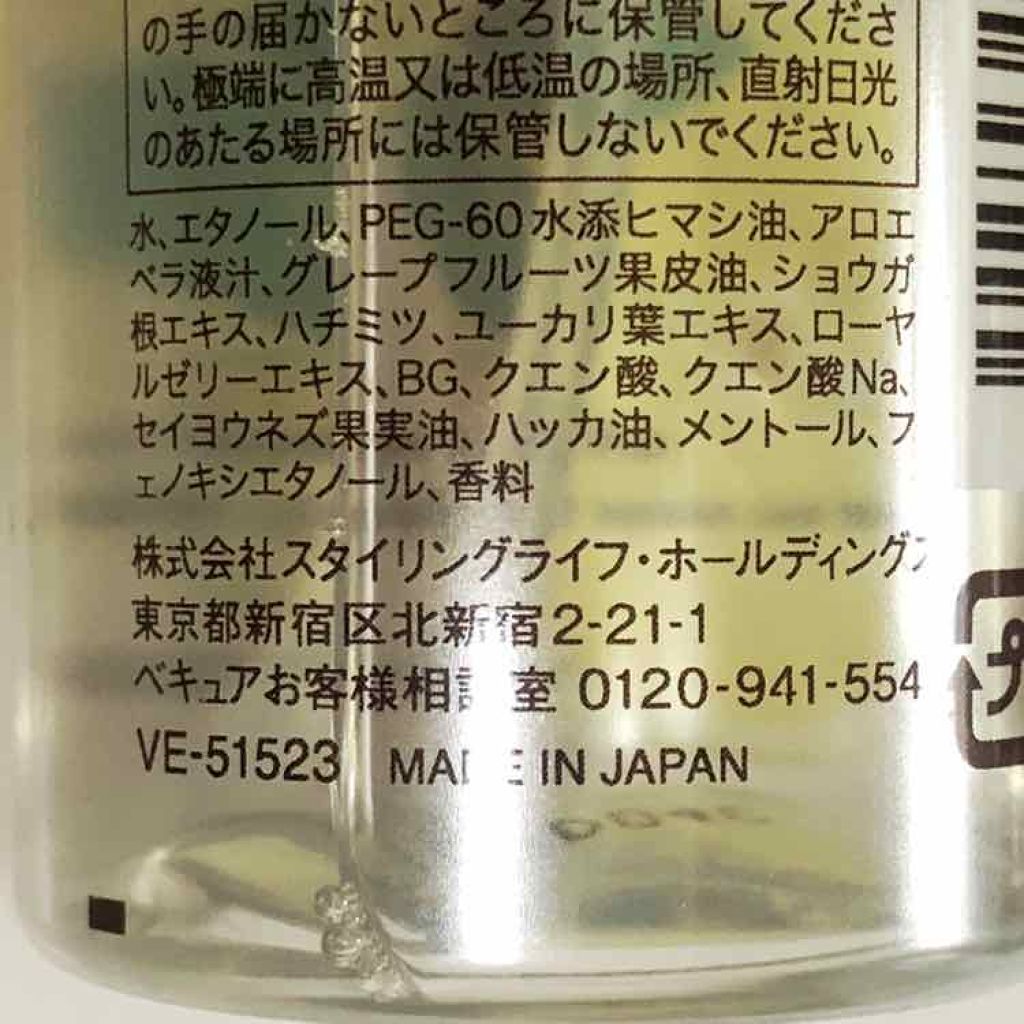 の手の届かないところに保管してくださ
い。極端に高温又は低温の場所、直射日光
のあたる場所には保管しないでください。
水、エタノール、PEG-60水添ヒマシ油、アロエ
ベラ液汁、グレープフルーツ果皮油、ショウガ
根エキス、ハチミツ、ユーカリ葉エキス、ローヤ
ルゼリーエキス、BG、クエン酸、クエン酸Na、
セイヨウネズ果実油、ハッカ油、メントール、フ
ェノキシエタノール、香料
株式会社スタイリングライフ・ホールディングス
東京都新宿区北新宿2-21-1
ベキュアお客様相談室 0120-941-554
VE-51523 MADE IN JAPAN
プ